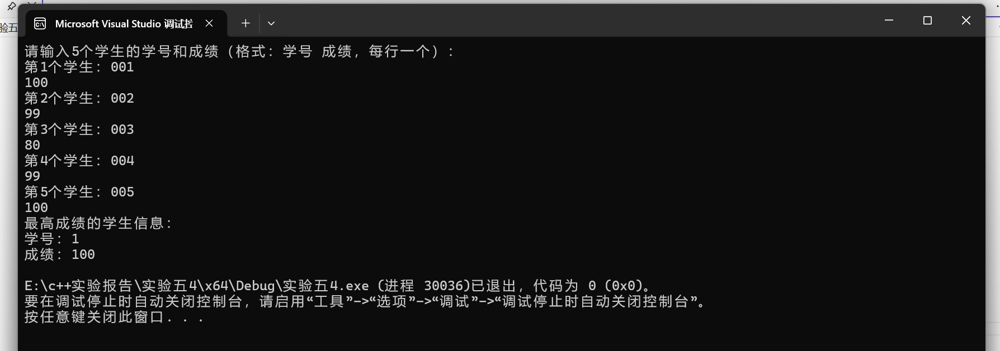 验五
Microsoft Visual Studio 调试控
请输入5个学生的学号和成绩（格式：学号 成绩，每行一个）：
第1个学生：001
100
第2个学生：002
99
第3个学生：003
80
第4个学生：004
99
第5个学生：005
100
最高成绩的学生信息：
学号：1
成绩：100
E:\c++实验报告\实验五4\x64\Debug\实验五4.exe (进程 30036)已退出，代码为 0 (0x0)。
要在调试停止时自动关闭控制台，请启用“工具”->“选项”->“调试”->“调试停止时自动关闭控制台”。
按任意键关闭此窗口. . .